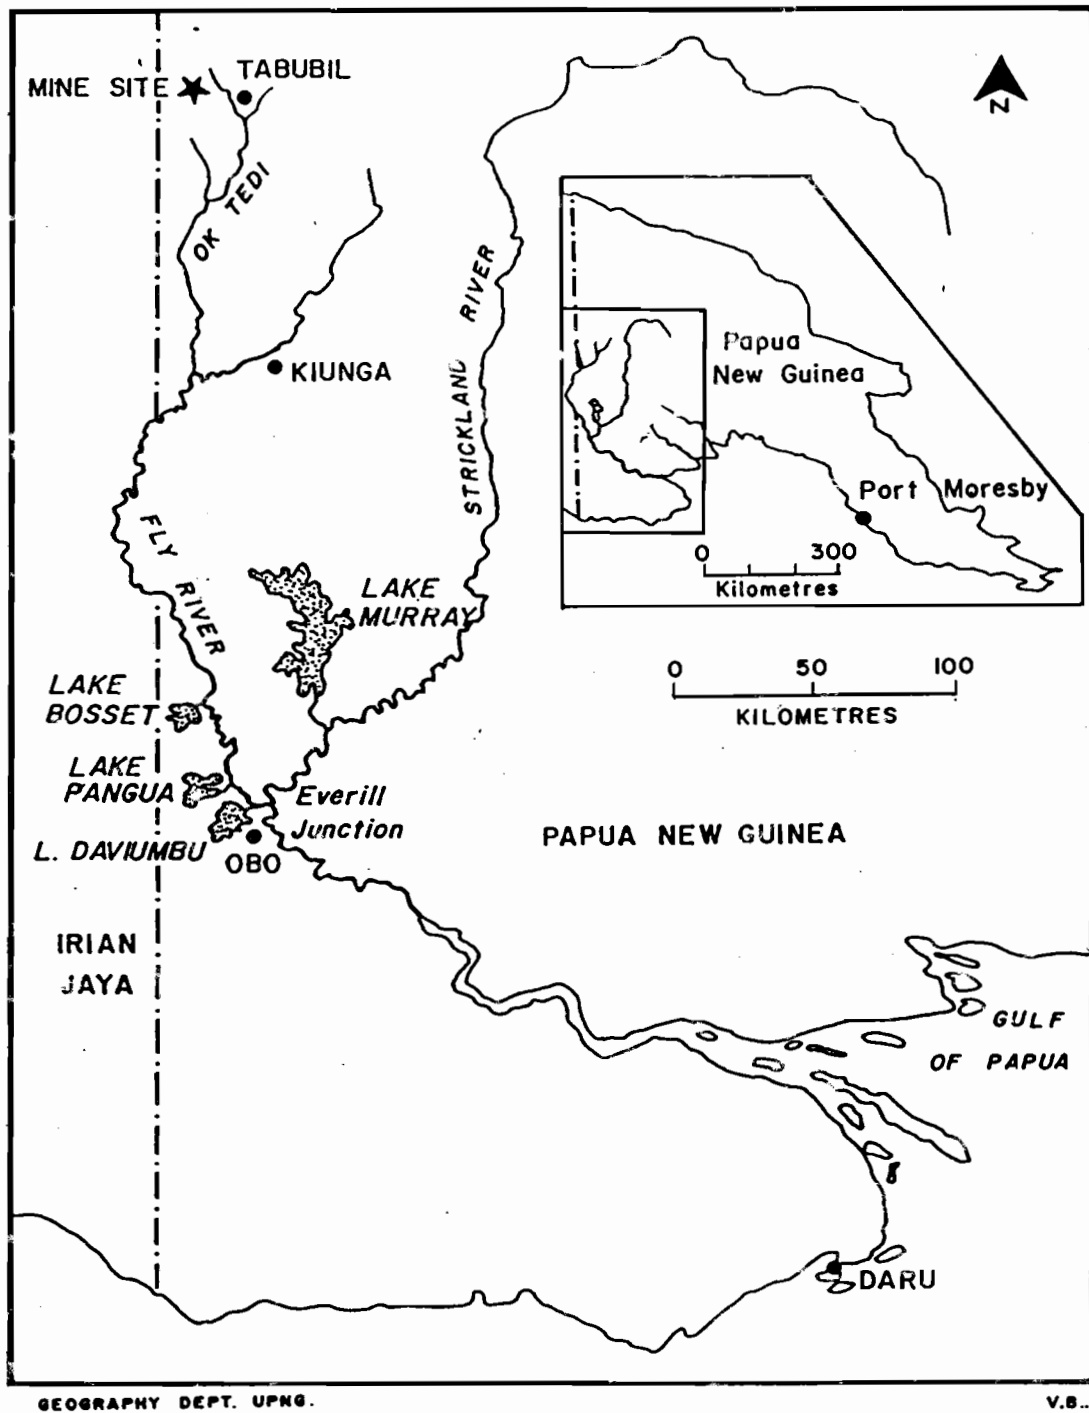 TABUBIL
MINE SITE
N
OK TEDI
STRICKLAND RIVER
KIUNGA
Papua
New Guinea
Port Moresby
0 300
Kilometres
FLY RIVER
LAKE
MURRAY
0 50 100
KILOMETRES
LAKE
BOSSET
LAKE
PANGUA
Everill
Junction
L. DAVIUMBU
OBO
PAPUA NEW GUINEA
IRIAN
JAYA
GULF
OF PAPUA
DARU
GEOGRAPHY DEPT. UPNG.
V.B..